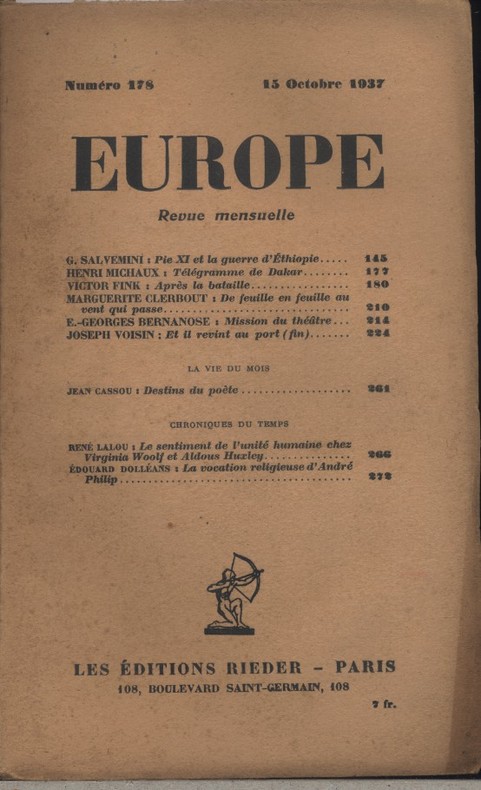 Numéro 178 15 Octobre 1937
EUROPE
Revue mensuelle
G. SALVEMINI : Pie XI et la guerre d'Éthiopie..... 145
HENRI MICHAUX : Télégramme de Dakar........ 177
VICTOR FINK : Après la bataille................. 180
MARGUERITE CLERBOUT : De feuille en feuille au
vent qui passe................................ 210
E.-GEORGES BERNANOSE : Mission du théâtre... 214
JOSEPH VOISIN : Et il revint au port (fin)....... 224
LA VIE DU MOIS
JEAN CASSOU : Destins du poète ................... 261
CHRONIQUES DU TEMPS
RENÉ LALOU : Le sentiment de l'unité humaine chez
Virginia Woolf et Aldous Huxley............... 266
ÉDOUARD DOLLÉANS : La vocation religieuse d'André
Philip........................................ 272
LES ÉDITIONS RIEDER – PARIS
108, BOULEVARD SAINT-GERMAIN, 108
7 fr.